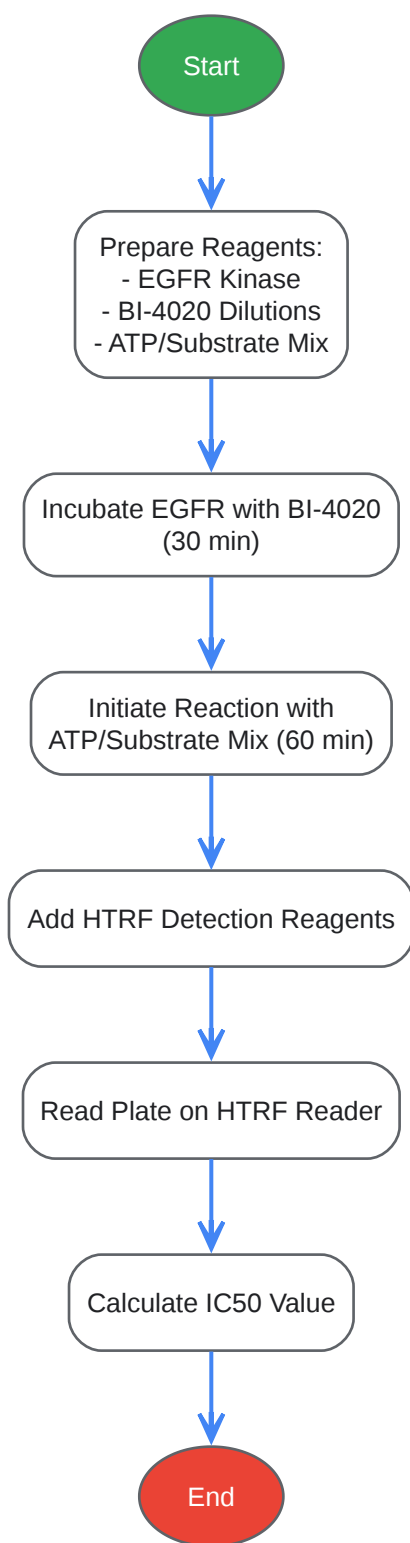 Start
Prepare Reagents:
- EGFR Kinase
- BI-4020 Dilutions
- ATP/Substrate Mix
Incubate EGFR with BI-4020
(30 min)
Initiate Reaction with
ATP/Substrate Mix (60 min)
Add HTRF Detection Reagents
Read Plate on HTRF Reader
Calculate IC50 Value
End